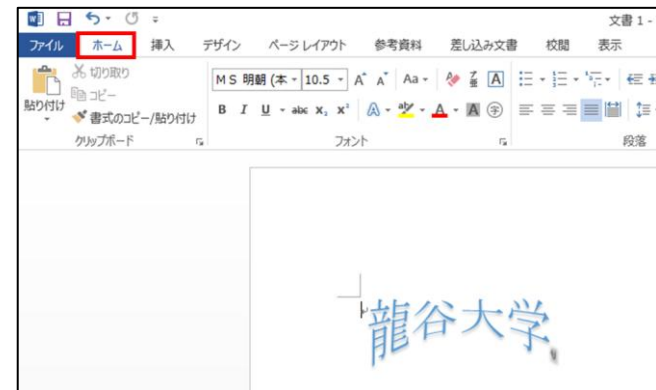 文書 1 -
ファイル ホーム 挿入 デザイン ページ レイアウト 参考資料 差し込み文書 校閲 表示
切り取り
コピー
貼り付け
書式のコピー/貼り付け
クリップボード
MS 明朝 (本 10.5 A A Aa A
B I U abc X₂ X² A ab A A 字
フォント
段落
龍谷大学